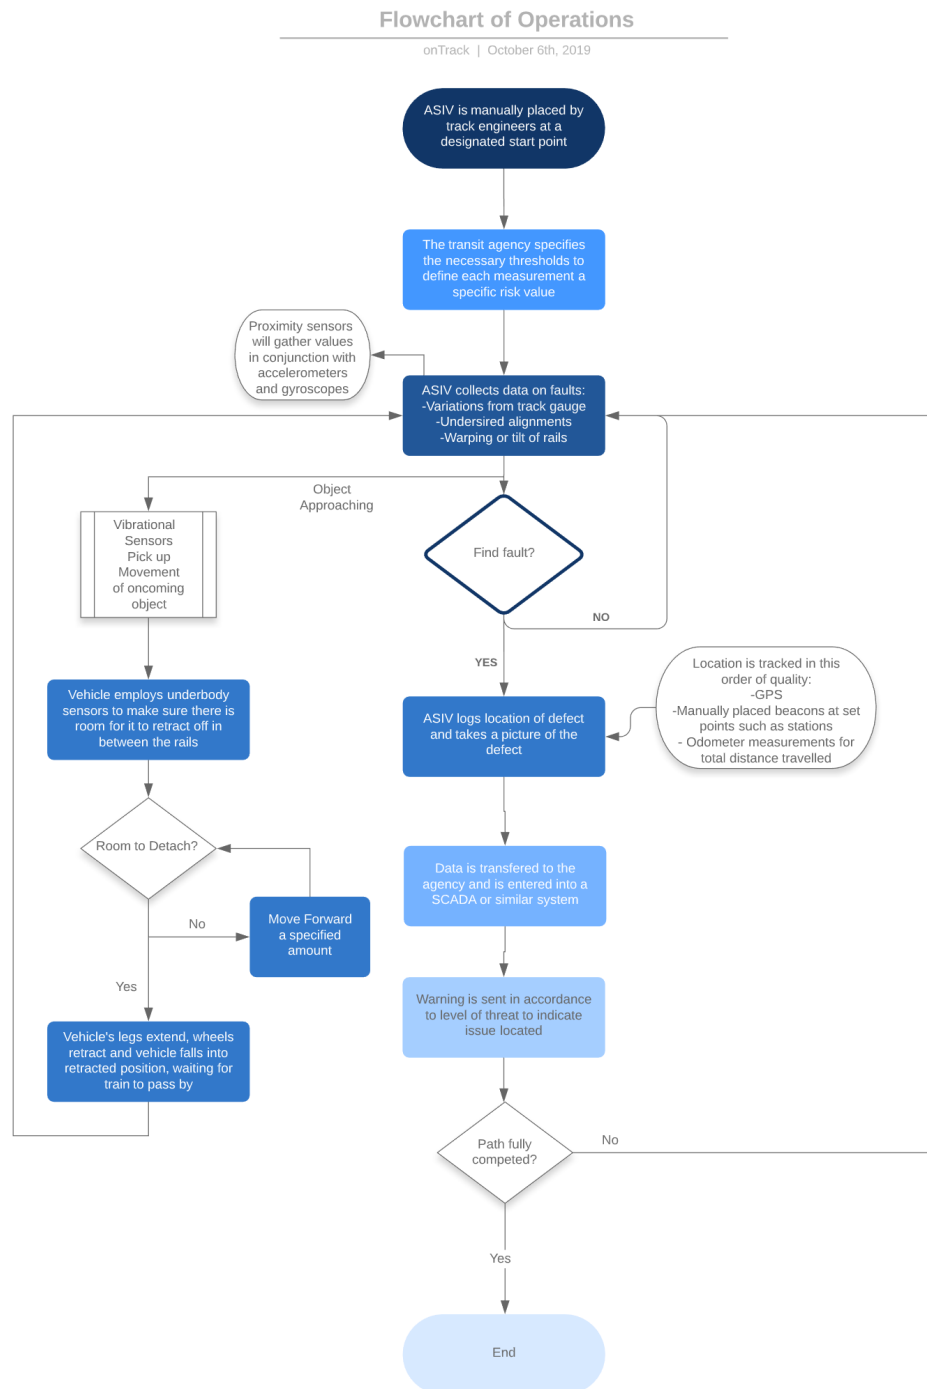 Flowchart of Operations
onTrack | October 6th, 2019
ASIV is manually placed by
track engineers at a
designated start point
The transit agency specifies
the necessary thresholds to
define each measurement a
specific risk value
Proximity sensors
will gather values
in conjunction with
accelerometers
and gyroscopes
ASIV collects data on faults:
-Variations from track gauge
-Undersired alignments
-Warping or tilt of rails
Object
Approaching
Vibrational
Sensors
Pick up
Movement
of oncoming
object
Find fault?
NO
YES
Location is tracked in this
order of quality:
-GPS
-Manually placed beacons at set
points such as stations
- Odometer measurements for
total distance travelled
Vehicle employs underbody
sensors to make sure there is
room for it to retract off in
between the rails
ASIV logs location of defect
and takes a picture of the
defect
Room to Detach?
Data is transfered to the
agency and is entered into a
SCADA or similar system
No
Move Forward
a specified
amount
Yes
Warning is sent in accordance
to level of threat to indicate
issue located
Vehicle's legs extend, wheels
retract and vehicle falls into
retracted position, waiting for
train to pass by
Path fully
competed?
No
Yes
End